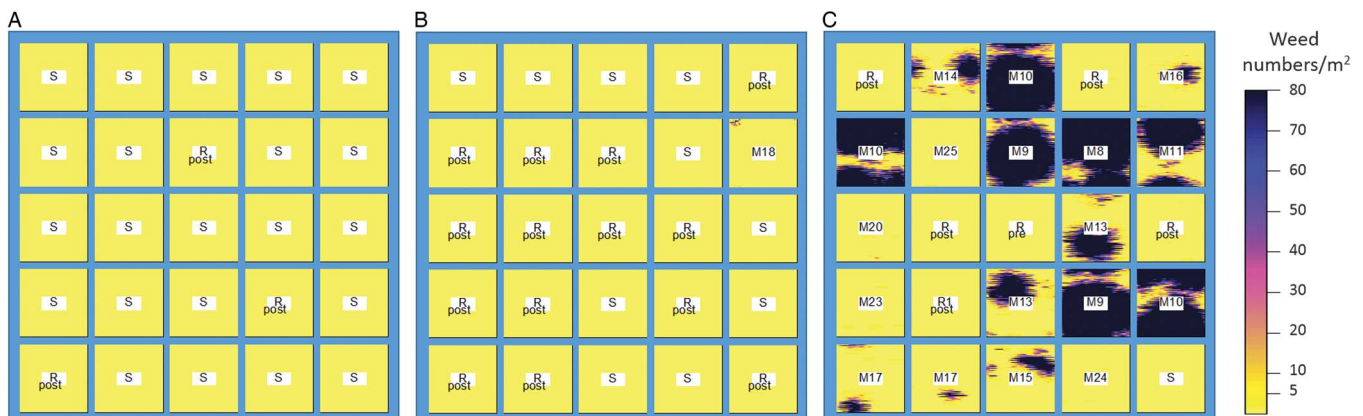 A
B
C
S S S S S
S S S S R post
R post M14 M10 R post M16
S S R post S S
R post R post R post S M18
M10 M25 M9 M8 M11
S S S S S
R post R post R post R post S
M20 R post R pre M13 R post
S S S R post S
R post R post S R post S
M23 R1 post M13 M9 M10
R post S S S S
R post R post S S R post
M17 M17 M15 M24 S
Weed
numbers/m²
80
70
60
50
40
30
20
10
5